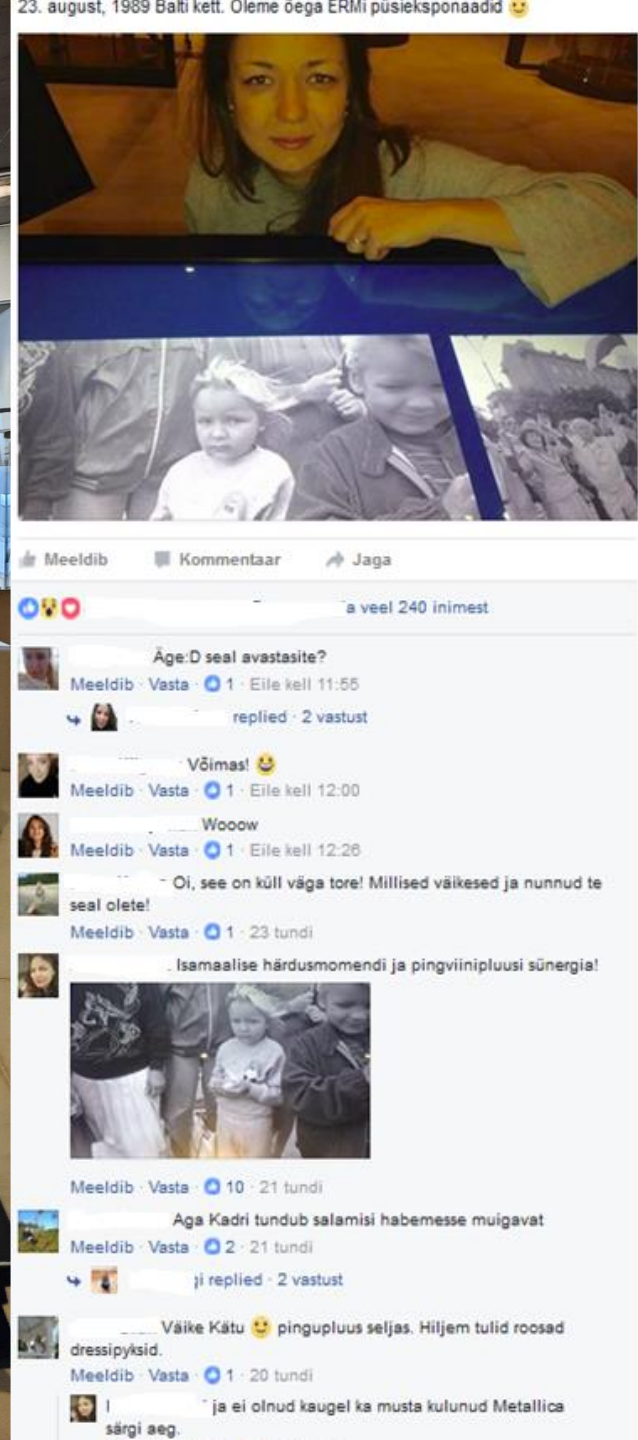 23. august, 1989 Balti kett. Oleme õega ERMi püsieksponaadid
Meeldib Kommentaar Jaga
a veel 240 inimest
Äge:D seal avastasite?
Meeldib · Vasta · 1 · Eile kell 11:55
replied · 2 vastust
Võimas!
Meeldib · Vasta · 1 · Eile kell 12:00
Wooow
Meeldib · Vasta · 1 · Eile kell 12:26
Oi, see on küll väga tore! Millised väikesed ja nunnud te
seal olete!
Meeldib · Vasta · 1 · 23 tundi
Isamaalise härdusmomendi ja pingviinipluusi sünergia!
Meeldib · Vasta · 10 · 21 tundi
Aga Kadri tundub salamisi habemesse muigavat
Meeldib · Vasta · 2 · 21 tundi
gi replied · 2 vastust
Väike Kätu pingupluus seljas. Hiljem tulid roosad
dressipyksid.
Meeldib · Vasta · 1 · 20 tundi
ja ei olnud kaugel ka musta kulunud Metallica
särgi aeg.